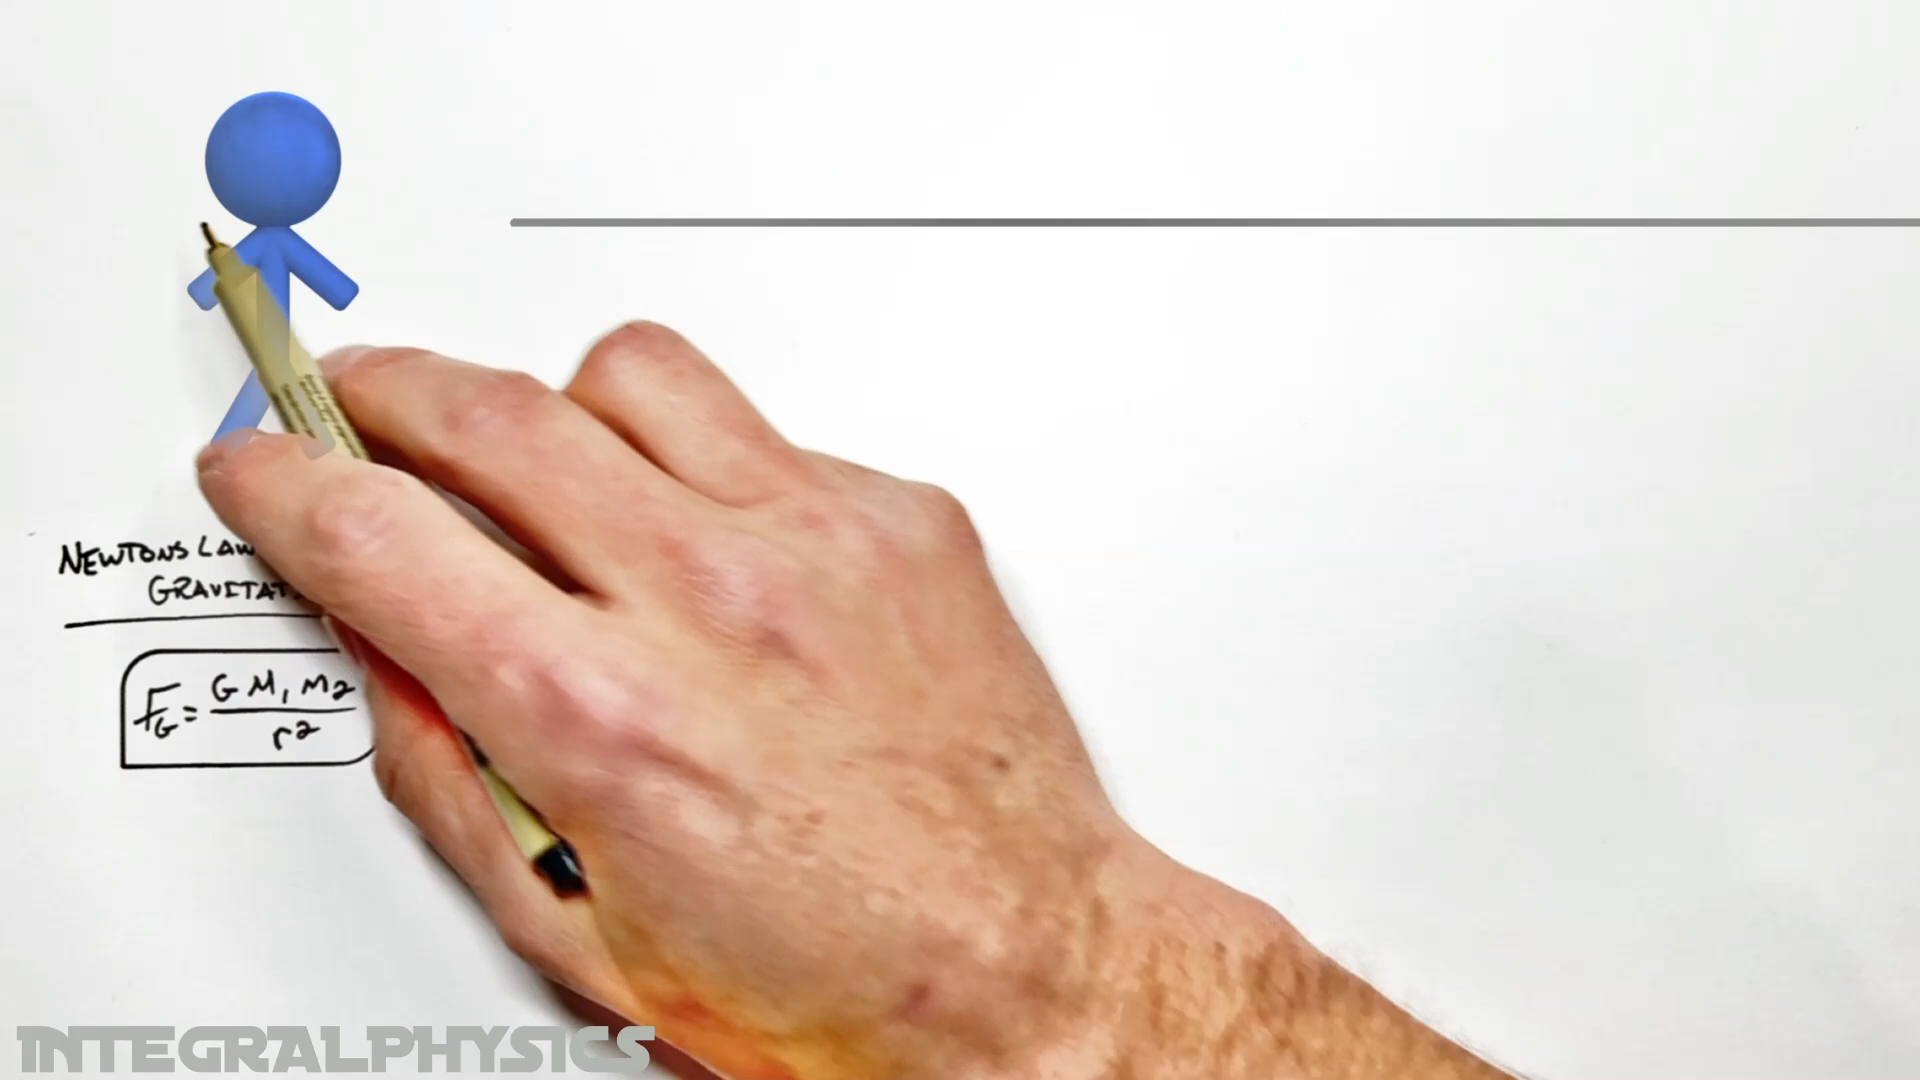 NEWTONS LAW
GRAVITAT
F_G = G M₁ M₂ / r²
INTEGRALPHYSICS